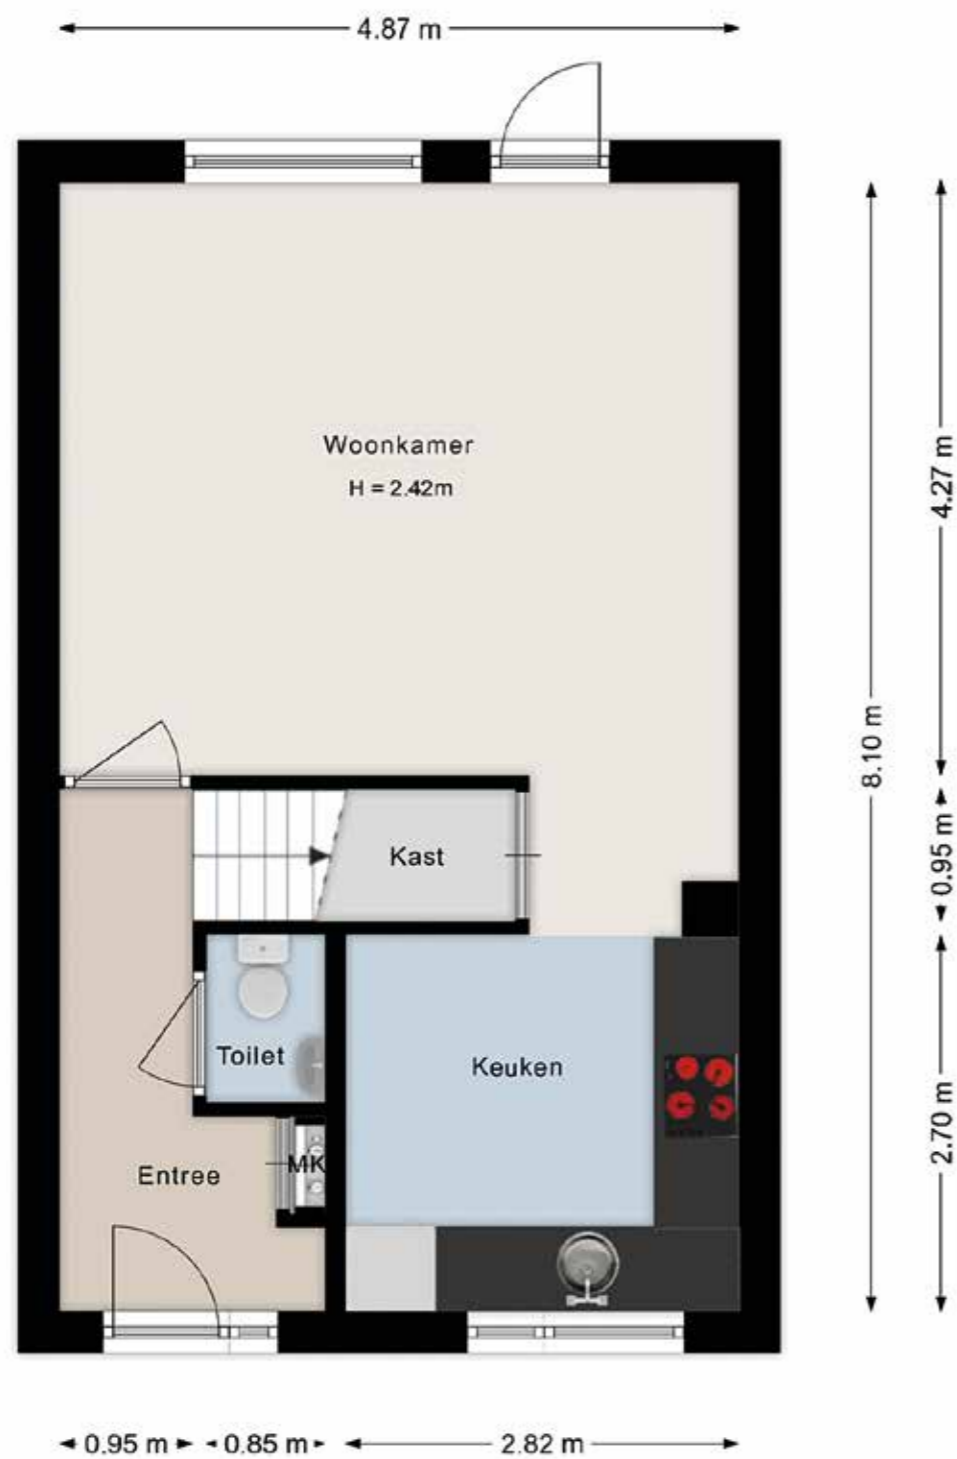 4.87 m
Woonkamer
H = 2.42m
4.27 m
8.10 m
Kast
0.95 m
Toilet
Keuken
2.70 m
MK
Entree
0.95 m
0.85 m
2.82 m